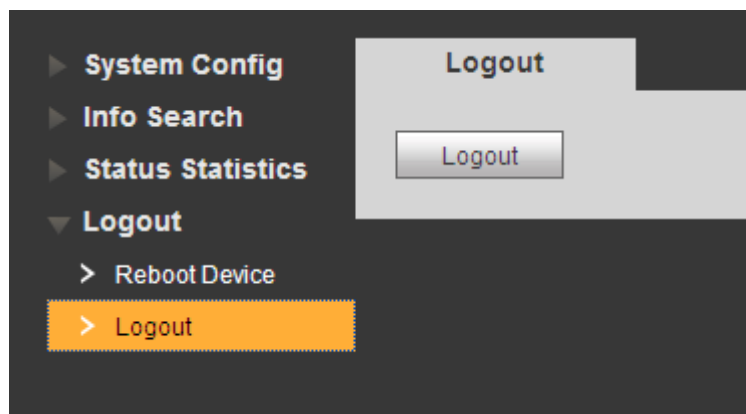 System Config
Info Search
Status Statistics
Logout
> Reboot Device
> Logout
Logout
Logout